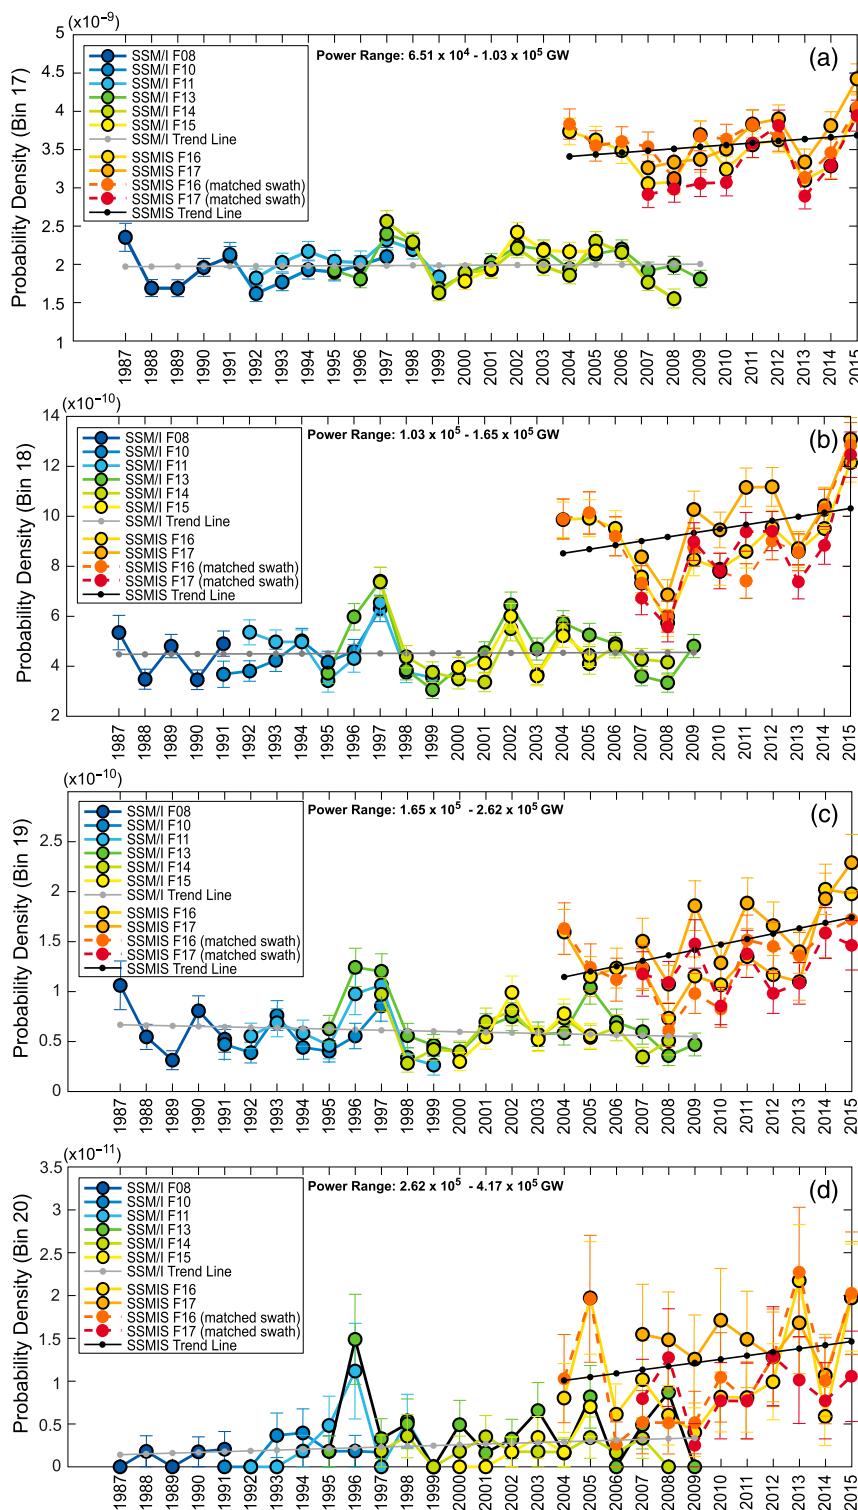 (x10⁻⁹)
Power Range: 6.51 x 10⁴ - 1.03 x 10⁵ GW
(a)
Probability Density (Bin 17)
5
4.5
4
3.5
3
2.5
2
1.5
1
SSM/I F08
SSM/I F10
SSM/I F11
SSM/I F13
SSM/I F14
SSM/I F15
SSM/I Trend Line
SSMIS F16
SSMIS F17
SSMIS F16 (matched swath)
SSMIS F17 (matched swath)
SSMIS Trend Line
1987 1988 1989 1990 1991 1992 1993 1994 1995 1996 1997 1998 1999 2000 2001 2002 2003 2004 2005 2006 2007 2008 2009 2010 2011 2012 2013 2014 2015
(x10⁻¹⁰)
Power Range: 1.03 x 10⁵ - 1.65 x 10⁵ GW
(b)
Probability Density (Bin 18)
14
12
10
8
6
4
2
SSM/I F08
SSM/I F10
SSM/I F11
SSM/I F13
SSM/I F14
SSM/I F15
SSM/I Trend Line
SSMIS F16
SSMIS F17
SSMIS F16 (matched swath)
SSMIS F17 (matched swath)
SSMIS Trend Line
1987 1988 1989 1990 1991 1992 1993 1994 1995 1996 1997 1998 1999 2000 2001 2002 2003 2004 2005 2006 2007 2008 2009 2010 2011 2012 2013 2014 2015
(x10⁻¹⁰)
Power Range: 1.65 x 10⁵ - 2.62 x 10⁵ GW
(c)
Probability Density (Bin 19)
2.5
2
1.5
1
0.5
0
SSM/I F08
SSM/I F10
SSM/I F11
SSM/I F13
SSM/I F14
SSM/I F15
SSM/I Trend Line
SSMIS F16
SSMIS F17
SSMIS F16 (matched swath)
SSMIS F17 (matched swath)
SSMIS Trend Line
1987 1988 1989 1990 1991 1992 1993 1994 1995 1996 1997 1998 1999 2000 2001 2002 2003 2004 2005 2006 2007 2008 2009 2010 2011 2012 2013 2014 2015
(x10⁻¹¹)
Power Range: 2.62 x 10⁵ - 4.17 x 10⁵ GW
(d)
Probability Density (Bin 20)
3.5
3
2.5
2
1.5
1
0.5
0
SSM/I F08
SSM/I F10
SSM/I F11
SSM/I F13
SSM/I F14
SSM/I F15
SSM/I Trend Line
SSMIS F16
SSMIS F17
SSMIS F16 (matched swath)
SSMIS F17 (matched swath)
SSMIS Trend Line
1987 1988 1989 1990 1991 1992 1993 1994 1995 1996 1997 1998 1999 2000 2001 2002 2003 2004 2005 2006 2007 2008 2009 2010 2011 2012 2013 2014 2015